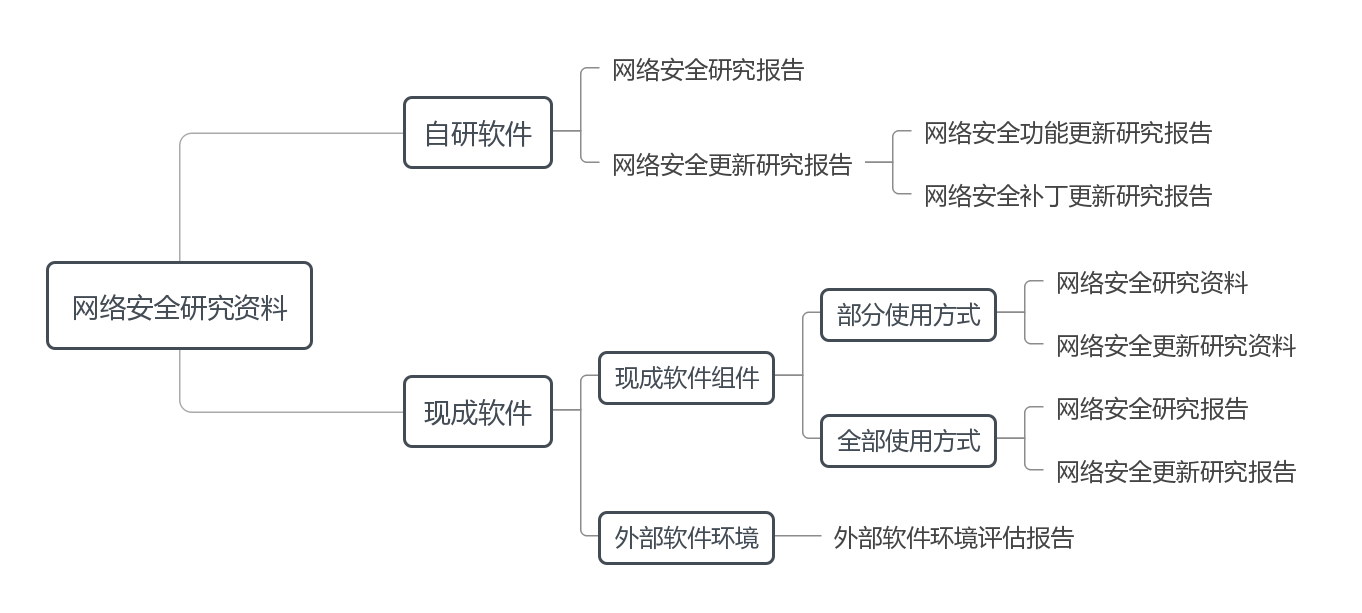 网络安全研究资料
自研软件
网络安全研究报告
网络安全更新研究报告
网络安全功能更新研究报告
网络安全补丁更新研究报告
现成软件
现成软件组件
部分使用方式
网络安全研究资料
网络安全更新研究资料
全部使用方式
网络安全研究报告
网络安全更新研究报告
外部软件环境
外部软件环境评估报告